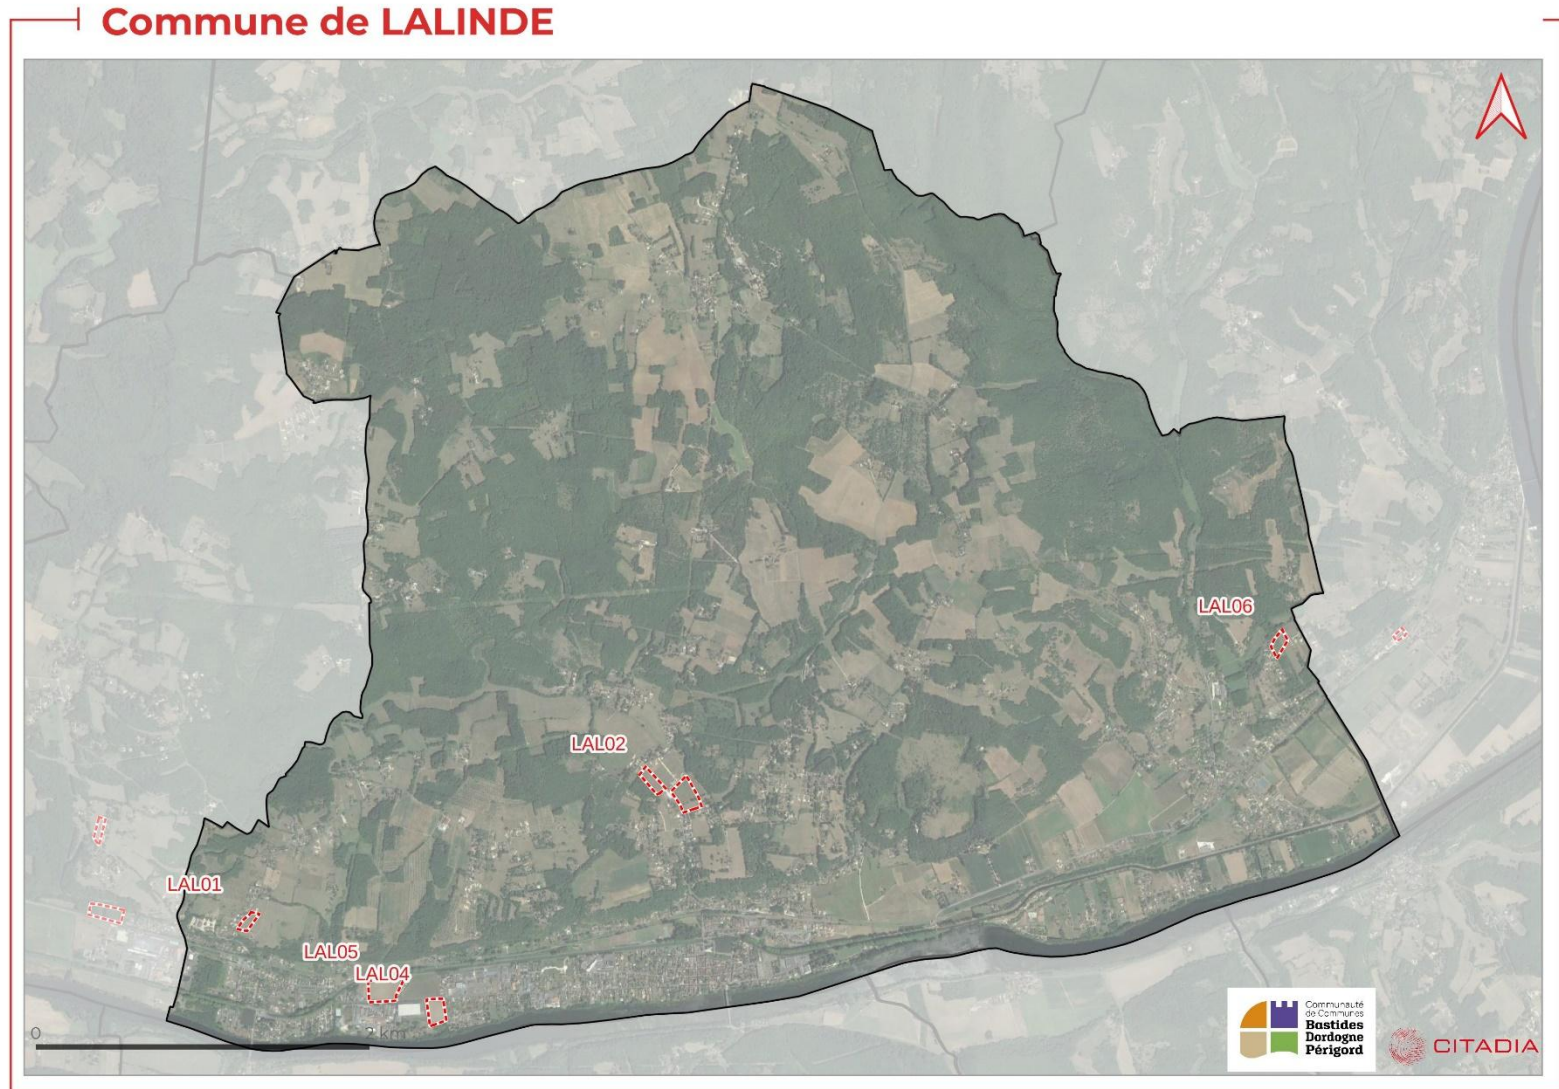 Commune de LALINDE
LAL06
LAL02
LAL01
LAL05
LAL04
0
2 km
Communauté
de Communes
Bastides
Dordogne
Périgord
CITADIA